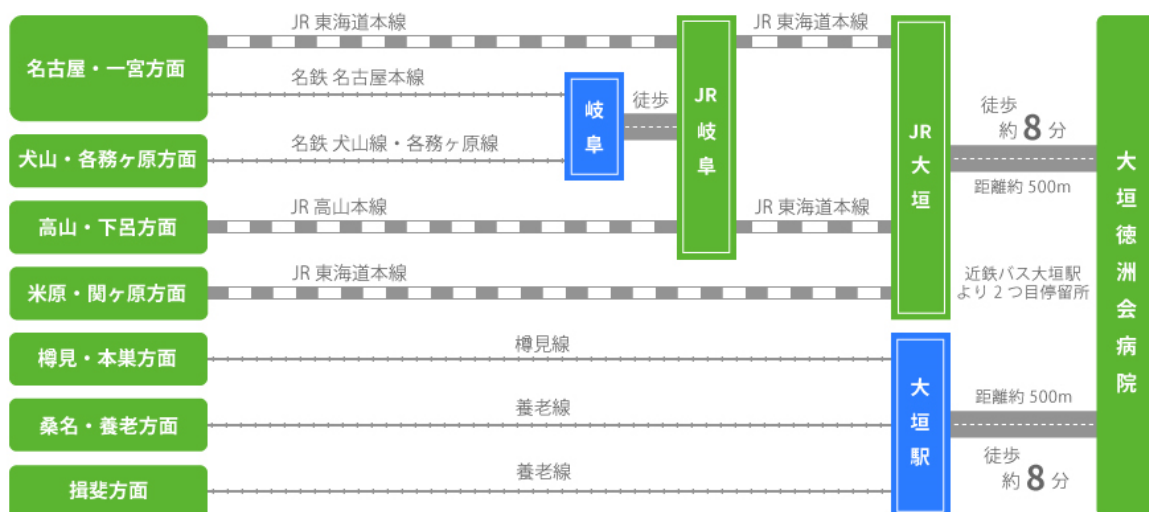 JR 東海道本線
JR 東海道本線
名古屋・一宮方面
名鉄 名古屋本線
岐阜
徒歩
JR岐阜
犬山・各務ヶ原方面
名鉄 犬山線・各務ヶ原線
高山・下呂方面
JR 高山本線
JR 東海道本線
米原・関ヶ原方面
JR 東海道本線
JR大垣
徒歩
約 8 分
距離約 500m
近鉄バス大垣駅
より 2 つ目停留所
大垣徳洲会病院
樽見・本巣方面
樽見線
桑名・養老方面
養老線
揖斐方面
養老線
大垣駅
距離約 500m
徒歩
約 8 分